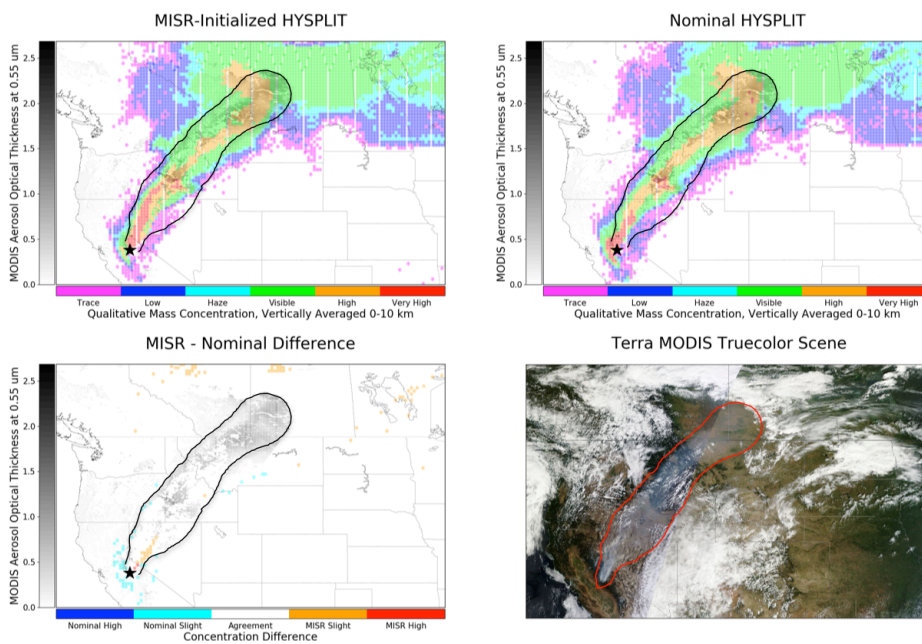 MISR-Initialized HYSPLIT
MODIS Aerosol Optical Thickness at 0.55 um
2.5
2.0
1.5
1.0
0.5
0.0
Trace Low Haze Visible High Very High
Qualitative Mass Concentration, Vertically Averaged 0-10 km
Nominal HYSPLIT
MODIS Aerosol Optical Thickness at 0.55 um
2.5
2.0
1.5
1.0
0.5
0.0
Trace Low Haze Visible High Very High
Qualitative Mass Concentration, Vertically Averaged 0-10 km
MISR - Nominal Difference
MODIS Aerosol Optical Thickness at 0.55 um
2.5
2.0
1.5
1.0
0.5
0.0
Nominal High Nominal Slight Agreement MISR Slight MISR High
Concentration Difference
Terra MODIS Truecolor Scene